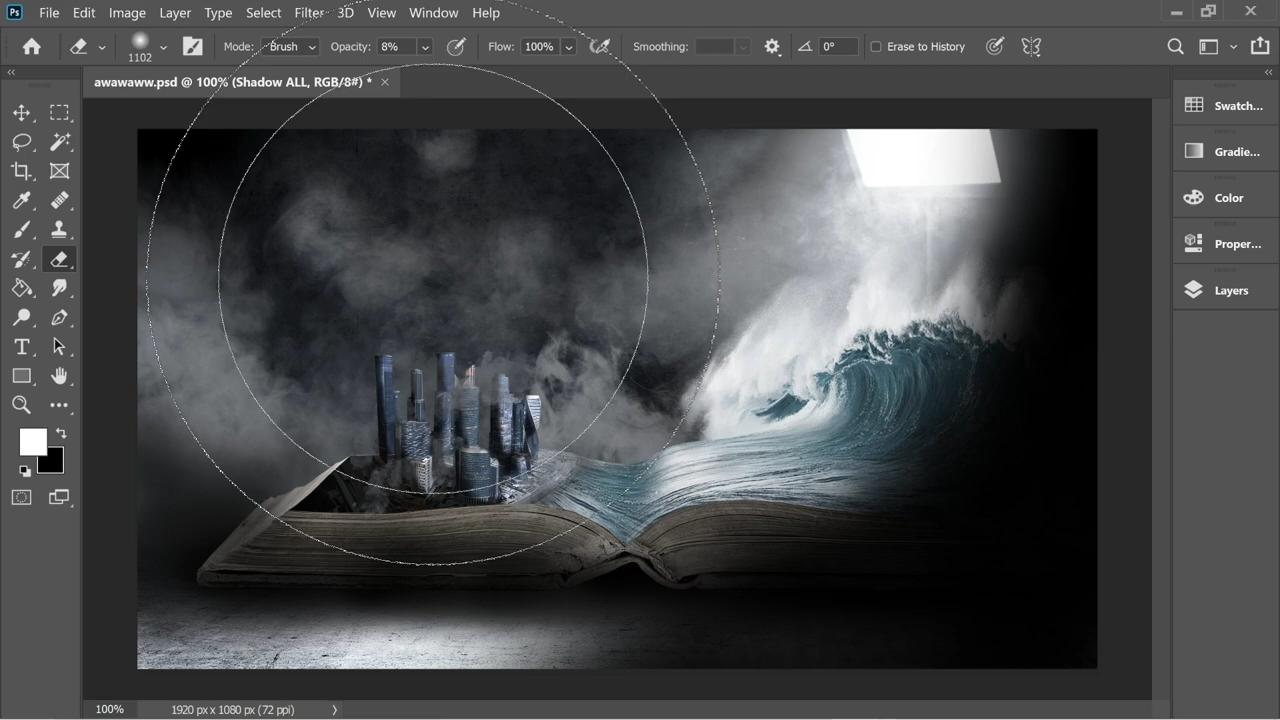 Ps File Edit Image Layer Type Select Filter 3D View Window Help
1102 Mode: Brush Opacity: 8% Flow: 100% Smoothing: 0° Erase to History
awawaww.psd @ 100% (Shadow ALL, RGB/8#) *
Swatch...
Gradie...
Color
Proper...
Layers
100% 1920 px x 1080 px (72 ppi)